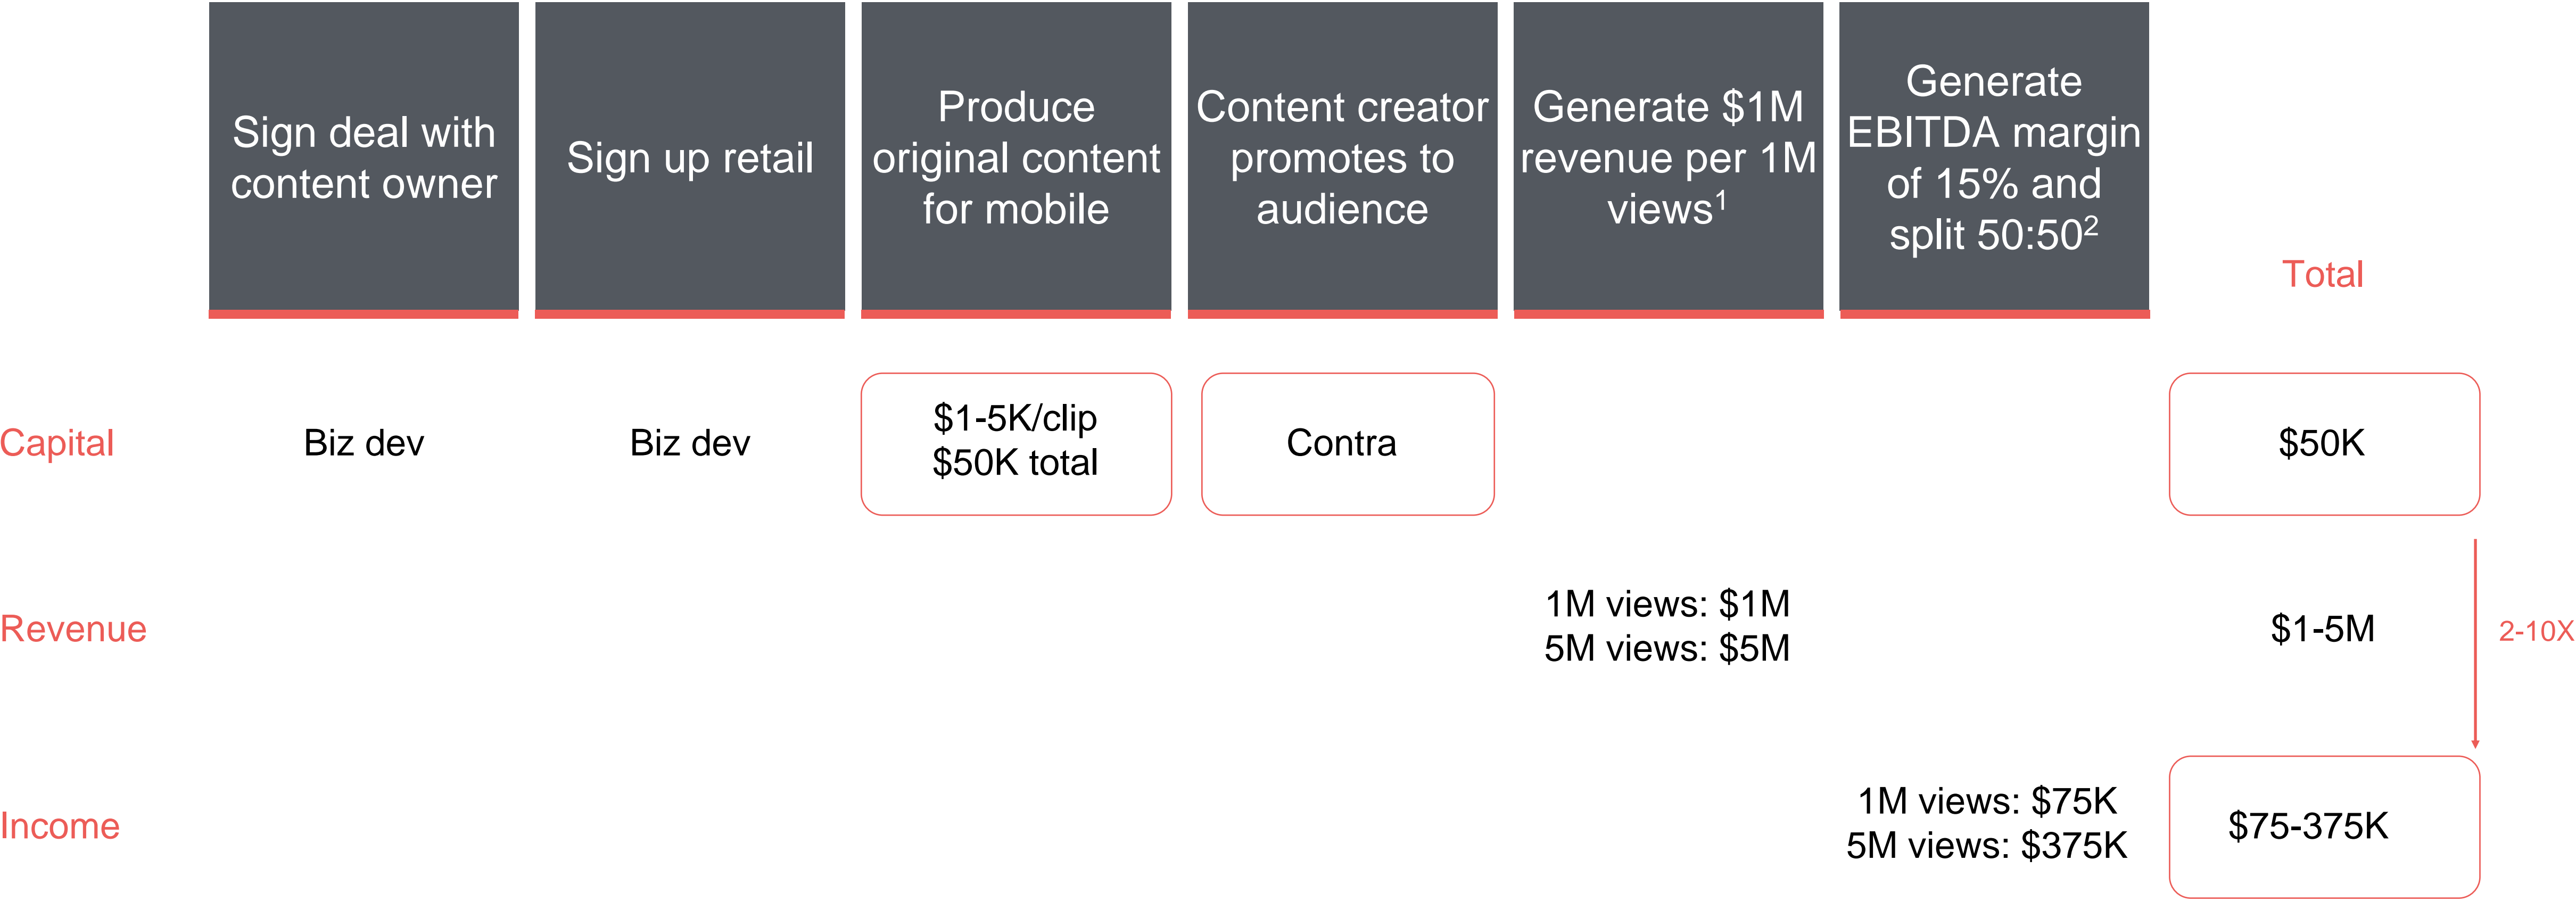 Sign deal with
content owner
Sign up retail
Produce
original content
for mobile
Content creator
promotes to
audience
Generate $1M
revenue per 1M
views¹
Generate
EBITDA margin
of 15% and
split 50:50²
Total
Capital
Biz dev
Biz dev
$1-5K/clip
$50K total
Contra
$50K
Revenue
1M views: $1M
5M views: $5M
$1-5M
2-10X
Income
1M views: $75K
5M views: $375K
$75-375K